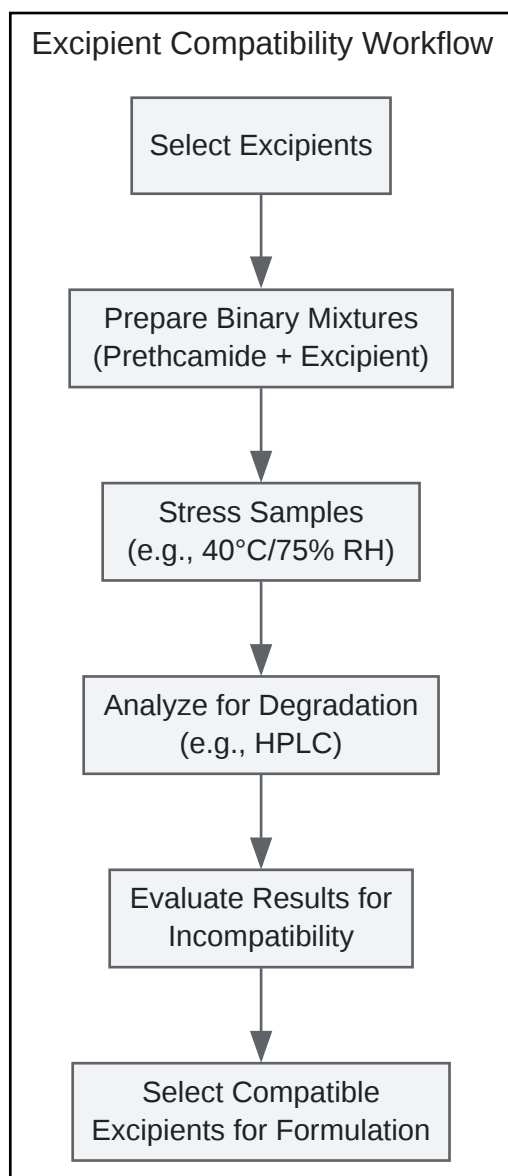 Excipient Compatibility Workflow
Select Excipients
Prepare Binary Mixtures
(Prethcamide + Excipient)
Stress Samples
(e.g., 40°C/75% RH)
Analyze for Degradation
(e.g., HPLC)
Evaluate Results for
Incompatibility
Select Compatible
Excipients for Formulation